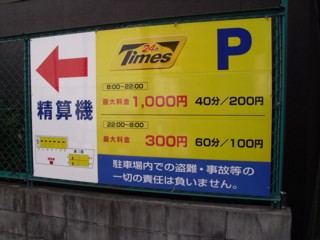 精算機
24h
Times
P
8:00-22:00
最大料金 1,000円 40分/200円
22:00-8:00
最大料金 300円 60分/100円
駐車場内での盗難・事故等の
一切の責任は負いません。